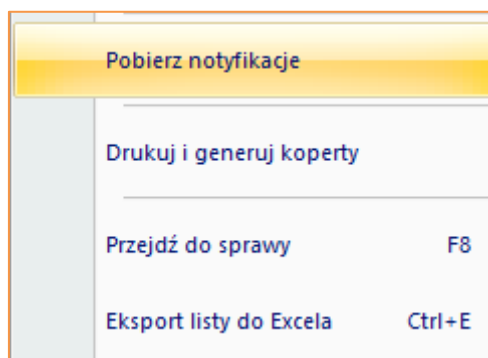 Pobierz notyfikacje
Drukuj i generuj koperty
Przejdź do sprawy F8
Eksport listy do Excela Ctrl+E